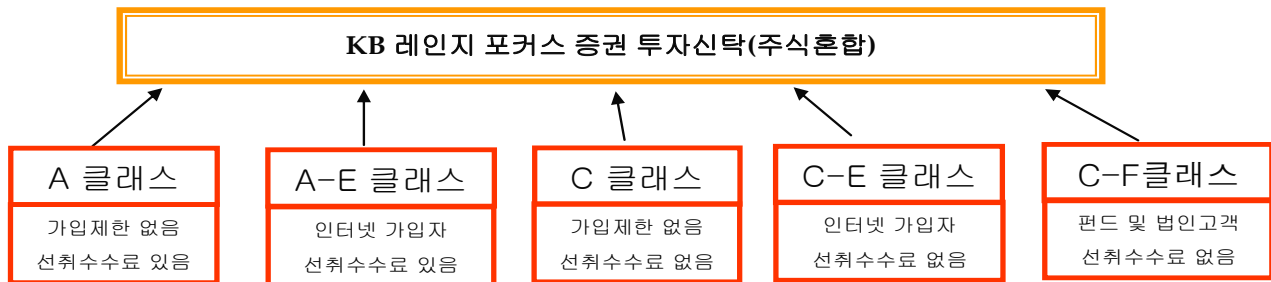 KB 레인지 포커스 증권 투자신탁(주식혼합)
A 클래스
가입제한 없음
선취수수료 있음
A-E 클래스
인터넷 가입자
선취수수료 있음
C 클래스
가입제한 없음
선취수수료 없음
C-E 클래스
인터넷 가입자
선취수수료 없음
C-F클래스
펀드 및 법인고객
선취수수료 없음